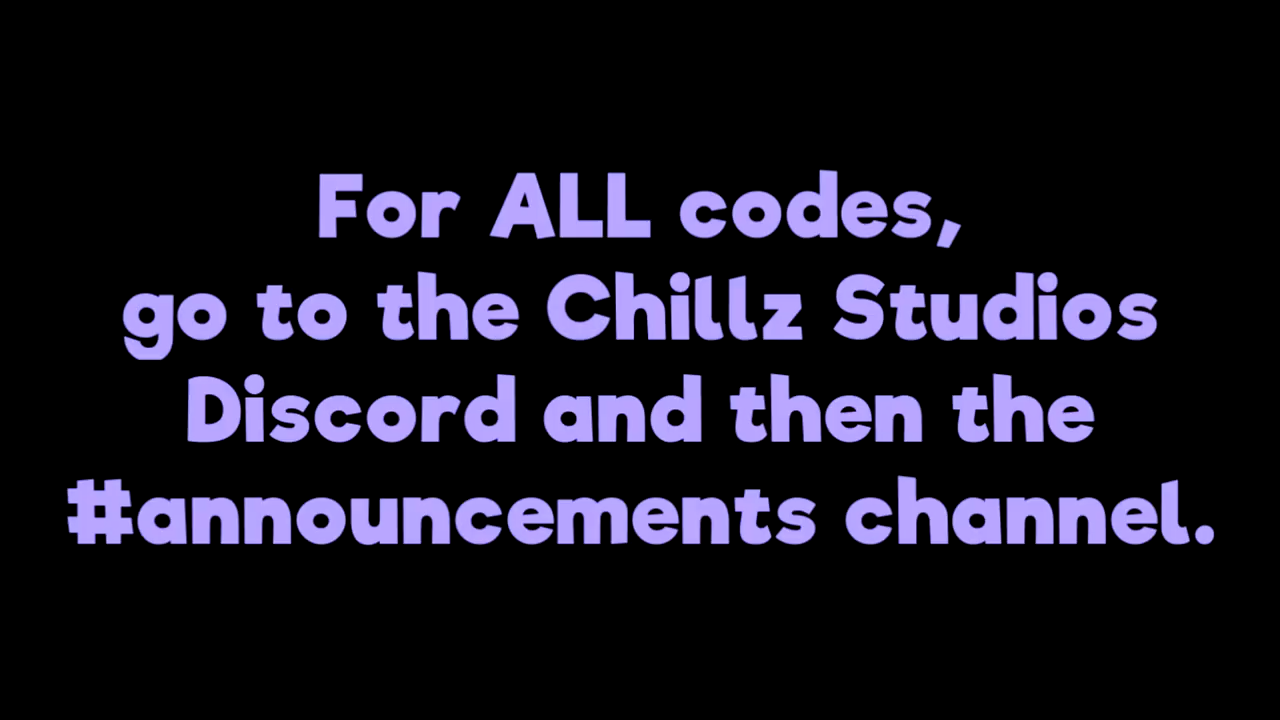 For ALL codes,
go to the Chillz Studios
Discord and then the
#announcements channel.